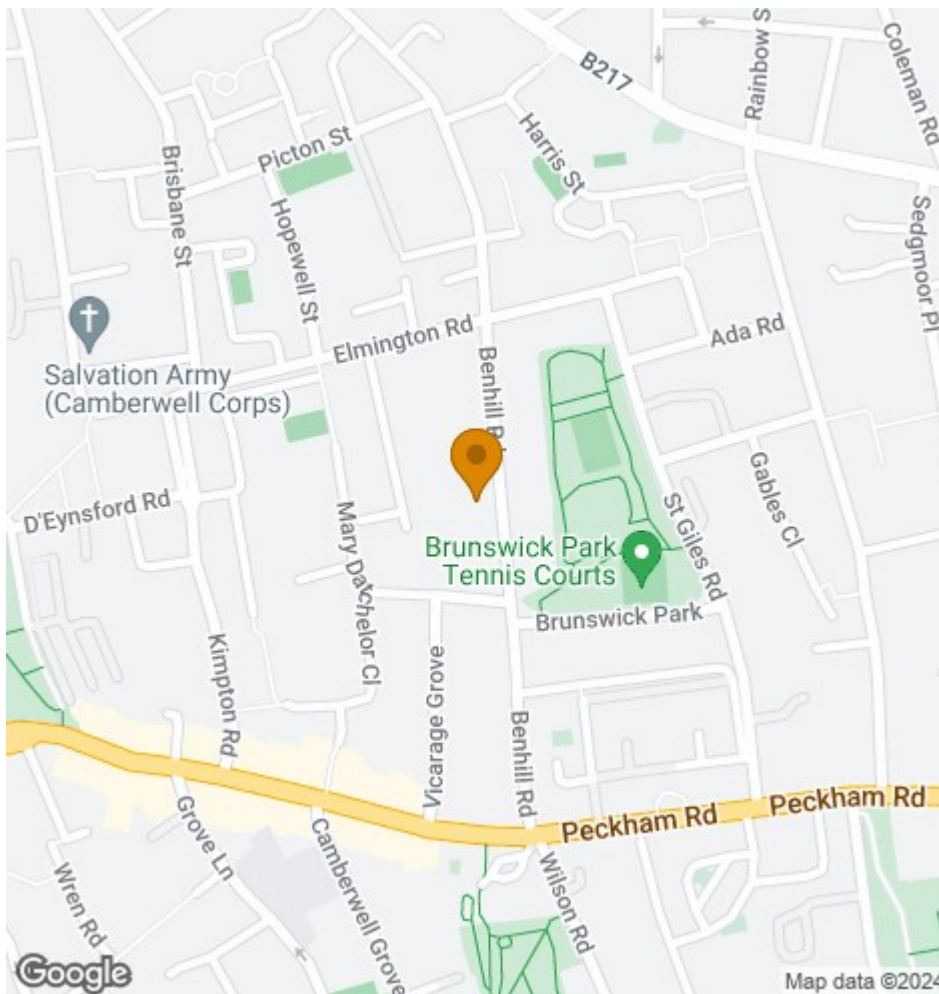 B217
Rainbow S
Coleman Rd
Harris St
Picton St
Brisbane St
Hopewell St
Sedgmoor Pl
Elmington Rd
Ada Rd
Salvation Army
(Camberwell Corps)
Benhill Rd
D'Eynsford Rd
Mary Datchelor Cl
Gables Cl
St Giles Rd
Brunswick Park
Tennis Courts
Brunswick Park
Kimpton Rd
Vicarage Grove
Benhill Rd
Peckham Rd
Peckham Rd
Grove Ln
Camberwell Grove
Wilson Rd
Wren Rd
Google
Map data ©2024